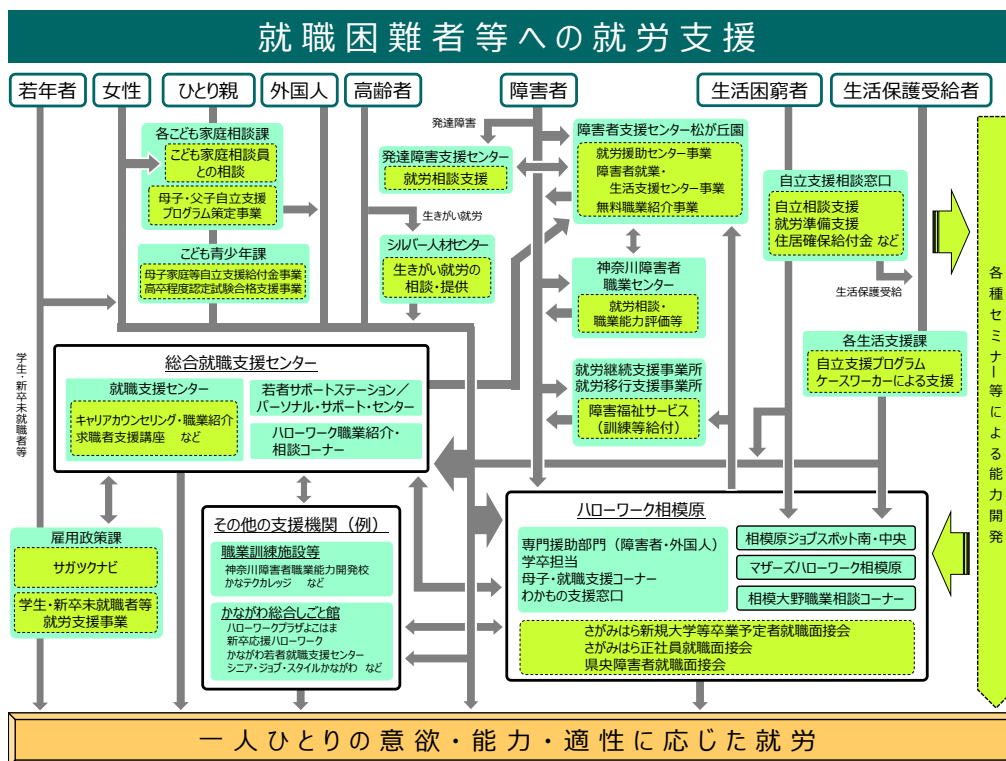 就職困難者等への就労支援
若年者
女性
ひとり親
外国人
高齢者
障害者
生活困窮者
生活保護受給者
各こども家庭相談課
こども家庭相談員
との相談
母子・父子自立支援
プログラム策定事業
こども青少年課
母子家庭等自立支援給付金事業
高卒程度認定試験合格支援事業
発達障害
発達障害支援センター
就労相談支援
生きがい就労
シルバー人材センター
生きがい就労の
相談・提供
障害者支援センター松が丘園
就労援助センター事業
障害者就業・
生活支援センター事業
無料職業紹介事業
神奈川障害者
職業センター
就労相談・
職業能力評価等
就労継続支援事業所
就労移行支援事業所
障害福祉サービス
（訓練等給付）
自立支援相談窓口
自立相談支援
就労準備支援
住居確保給付金 など
生活保護受給
各生活支援課
自立支援プログラム
ケースワーカーによる支援
各種セミナー等による能力開発
学生・新卒未就職者等
総合就職支援センター
就職支援センター
キャリアカウンセリング・職業紹介
求職者支援講座 など
若者サポートステーション／
パーソナル・サポート・センター
ハローワーク職業紹介・
相談コーナー
雇用政策課
サガツクナビ
学生・新卒未就職者等
就労支援事業
その他の支援機関（例）
職業訓練施設等
神奈川障害者職業能力開発校
かなテクカレッジ など
かながわ総合しごと館
ハローワークプラザよこはま
新卒応援ハローワーク
かながわ若者就職支援センター
シニア・ジョブ・スタイルかながわ など
ハローワーク相模原
専門援助部門（障害者・外国人）
学卒担当
母子・就職支援コーナー
わかもの支援窓口
相模原ジョブスポット南・中央
マザーズハローワーク相模原
相模大野職業相談コーナー
さがみはら新規大学等卒業予定者就職面接会
さがみはら正社員就職面接会
県央障害者就職面接会
一人ひとりの意欲・能力・適性に応じた就労